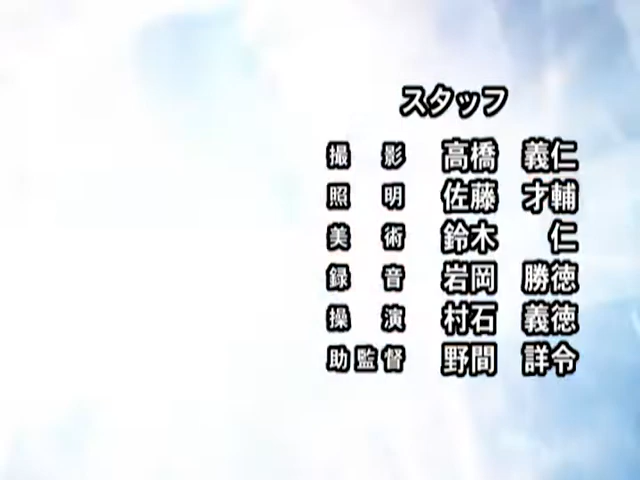 スタッフ
撮影 高橋 義仁
照明 佐藤 才輔
美術 鈴木 仁
録音 岩岡 勝徳
操演 村石 義徳
助監督 野間 詳令